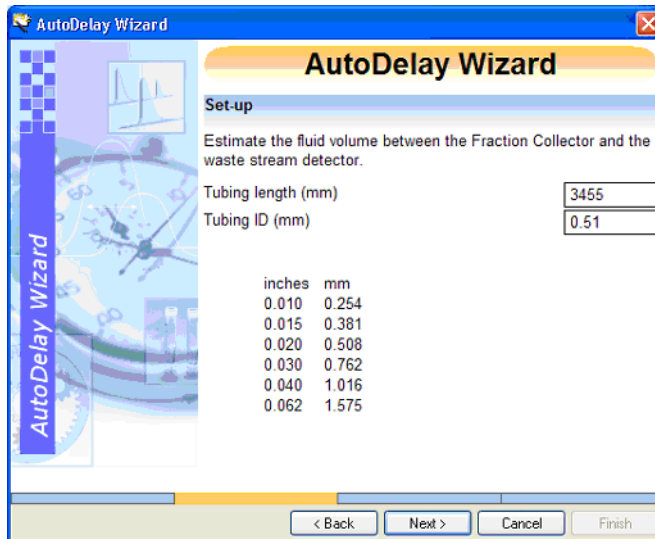 AutoDelay Wizard
AutoDelay Wizard
AutoDelay Wizard
Set-up
Estimate the fluid volume between the Fraction Collector and the
waste stream detector.
Tubing length (mm) 3455
Tubing ID (mm) 0.51
inches mm
0.010 0.254
0.015 0.381
0.020 0.508
0.030 0.762
0.040 1.016
0.062 1.575
< Back Next > Cancel Finish